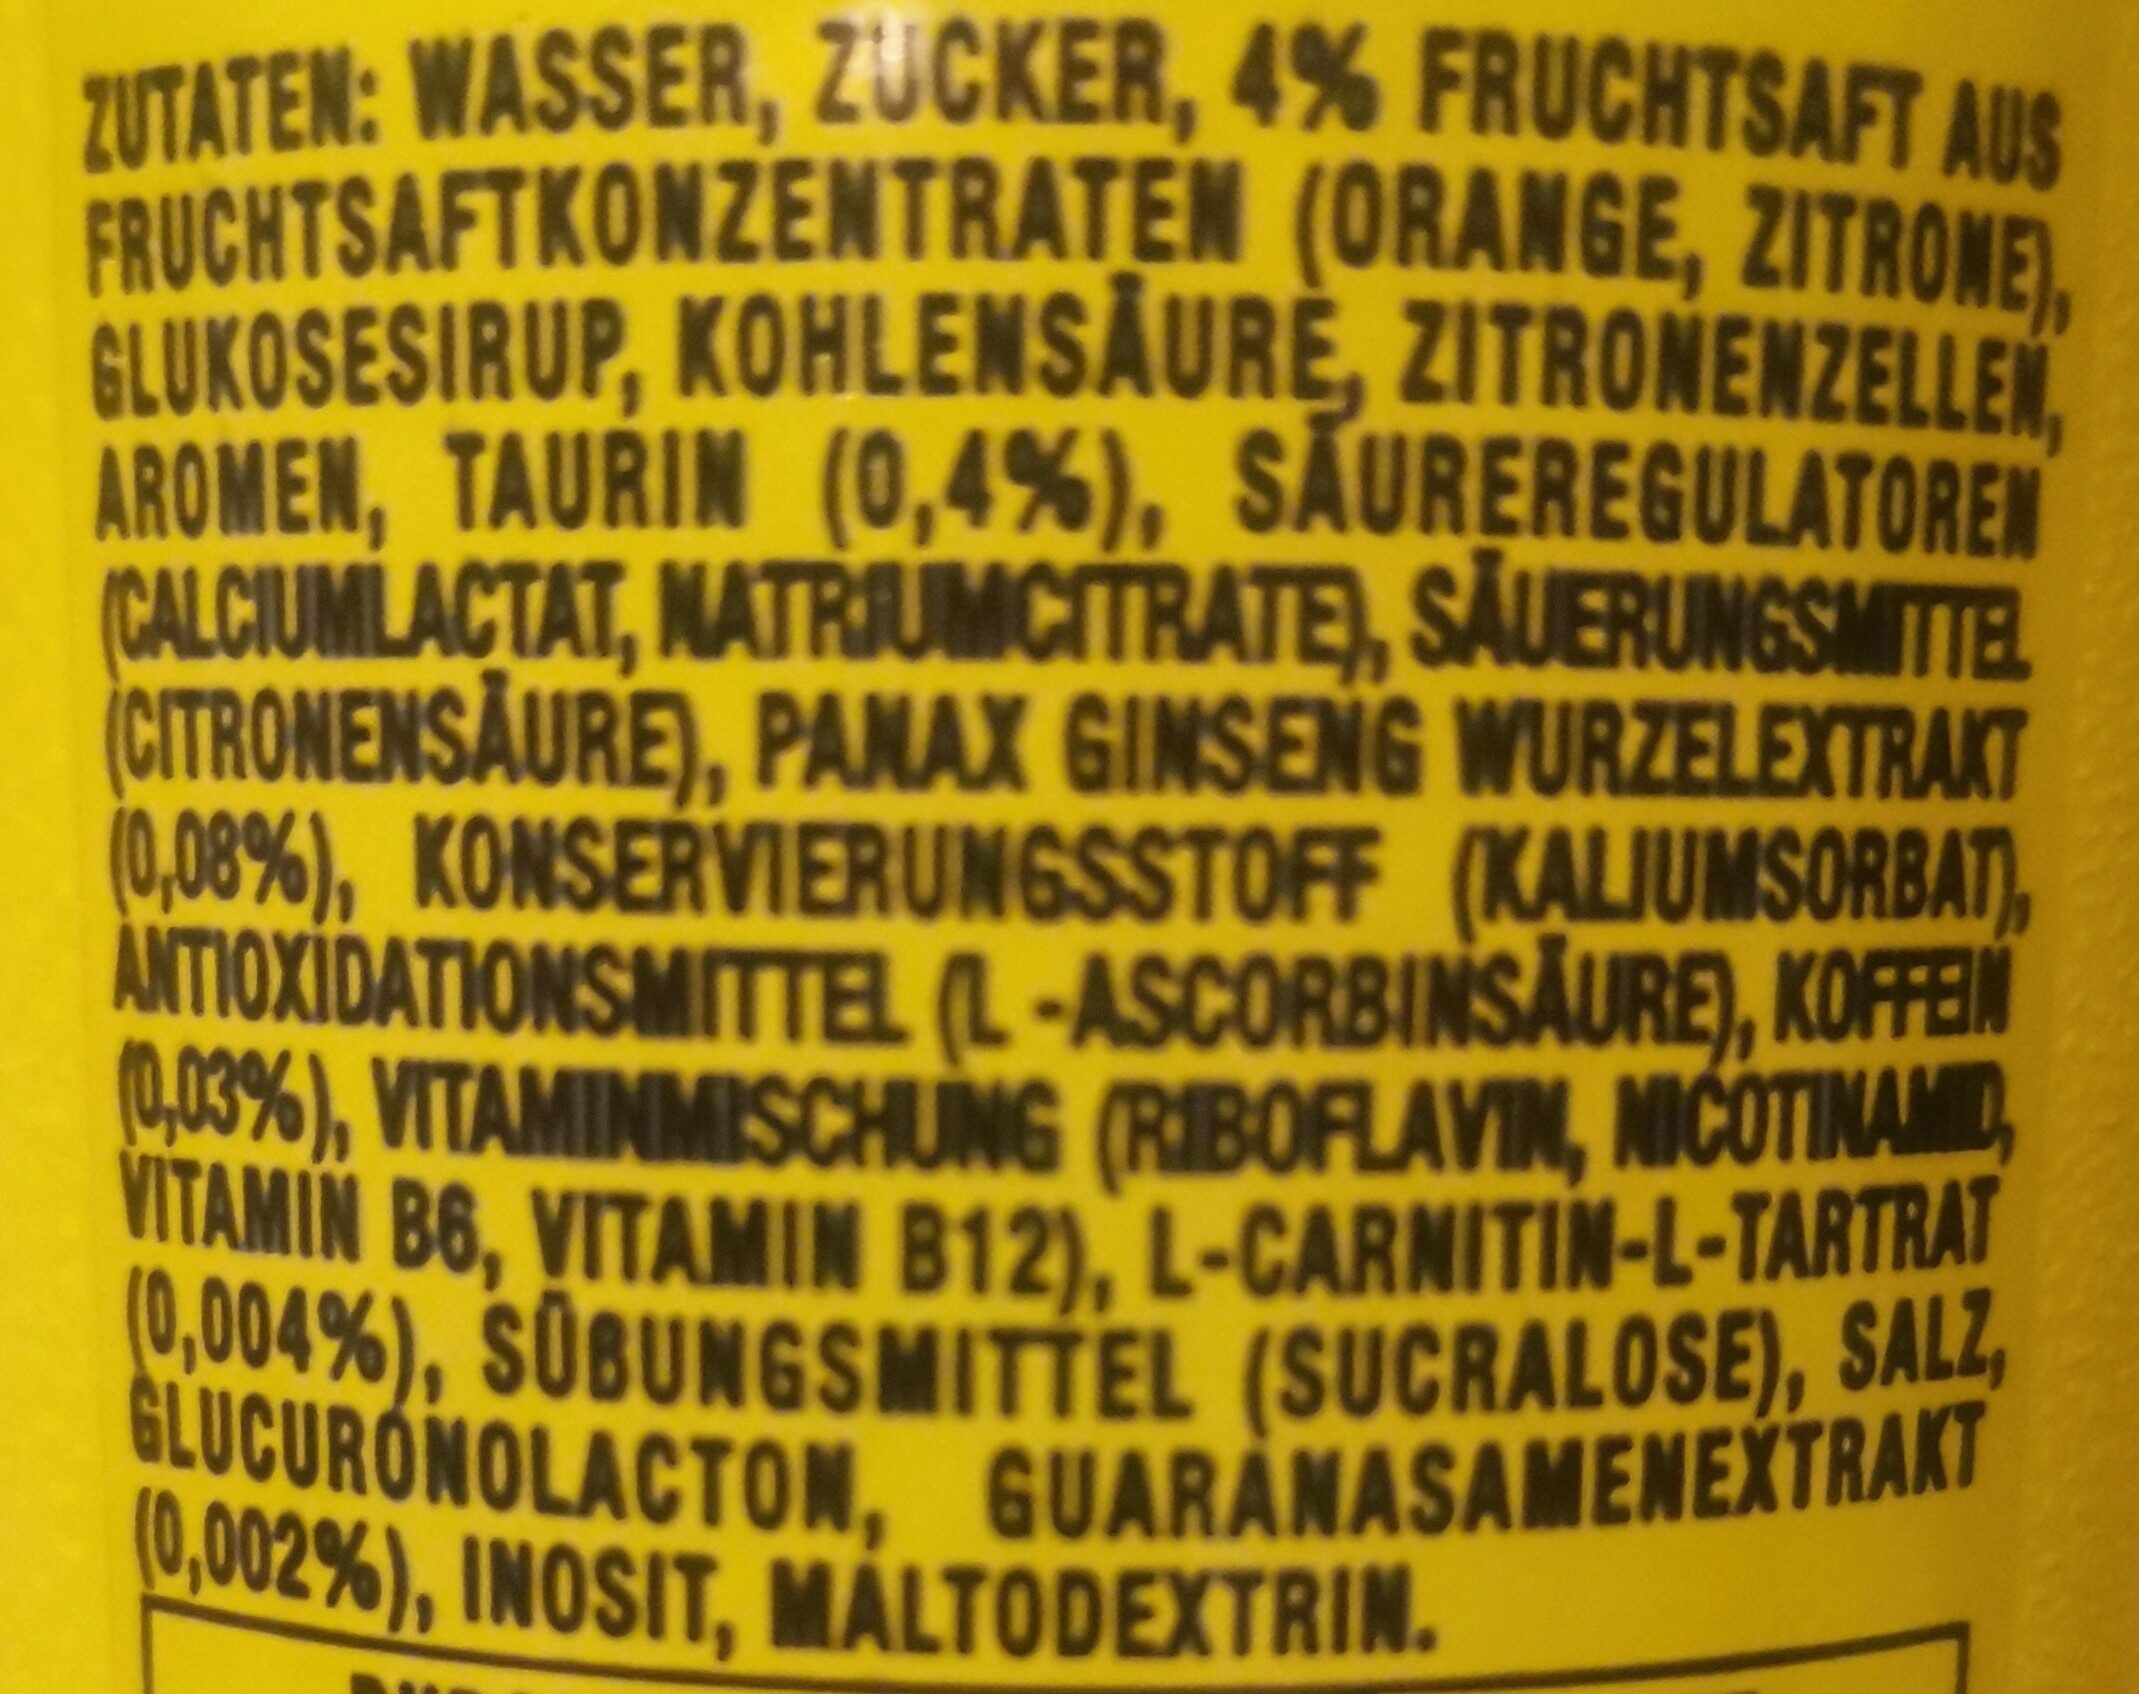 ZUTATEN: WASSER, ZUCKER, 4% FRUCHTSAFT AUS
FRUCHTSAFTKONZENTRATEN (ORANGE, ZITRONE),
GLUKOSESIRUP, KOHLENSÄURE, ZITRONENZELLEN,
AROMEN, TAURIN (0,4%), SÄUREREGULATOREN
(CALCIUMLACTAT, NATRIUMCITRATE), SÄUERUNGSMITTEL
(CITRONENSÄURE), PANAX GINSENG WURZELEXTRAKT
(0,08%), KONSERVIERUNGSSTOFF (KALIUMSORBAT),
ANTIOXIDATIONSMITTEL (L -ASCORBINSÄURE), KOFFEIN
(0,03%), VITAMINMISCHUNG (RIBOFLAVIN, NICOTINAMID,
VITAMIN B6, VITAMIN B12), L-CARNITIN-L-TARTRAT
(0,004%), SÜBUNGSMITTEL (SUCRALOSE), SALZ,
GLUCURONOLACTON, GUARANASAMENEXTRAKT
(0,002%), INOSIT, MALTODEXTRIN.